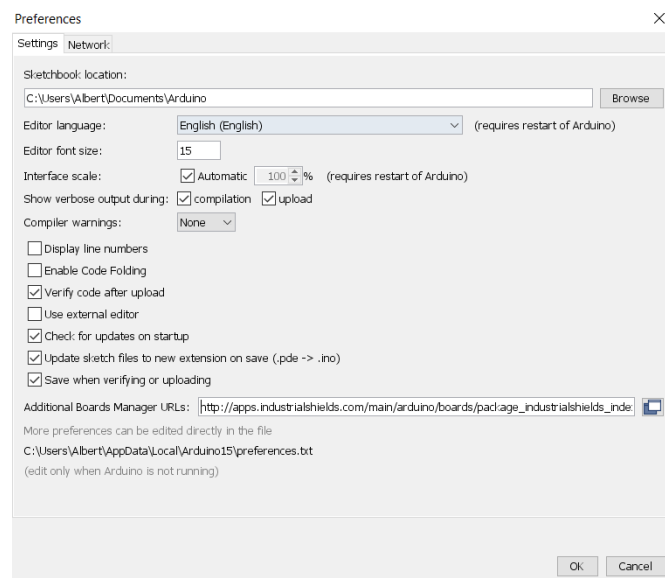 Preferences
Settings Network
Sketchbook location:
C:\Users\Albert\Documents\Arduino Browse
Editor language: English (English) (requires restart of Arduino)
Editor font size: 15
Interface scale: Automatic 100 % (requires restart of Arduino)
Show verbose output during: compilation upload
Compiler warnings: None
Display line numbers
Enable Code Folding
Verify code after upload
Use external editor
Check for updates on startup
Update sketch files to new extension on save (.pde -> .ino)
Save when verifying or uploading
Additional Boards Manager URLs: http://apps.industrialshields.com/main/arduino/boards/package_industrialshields_inde
More preferences can be edited directly in the file
C:\Users\Albert\AppData\Local\Arduino15\preferences.txt
(edit only when Arduino is not running)
OK Cancel